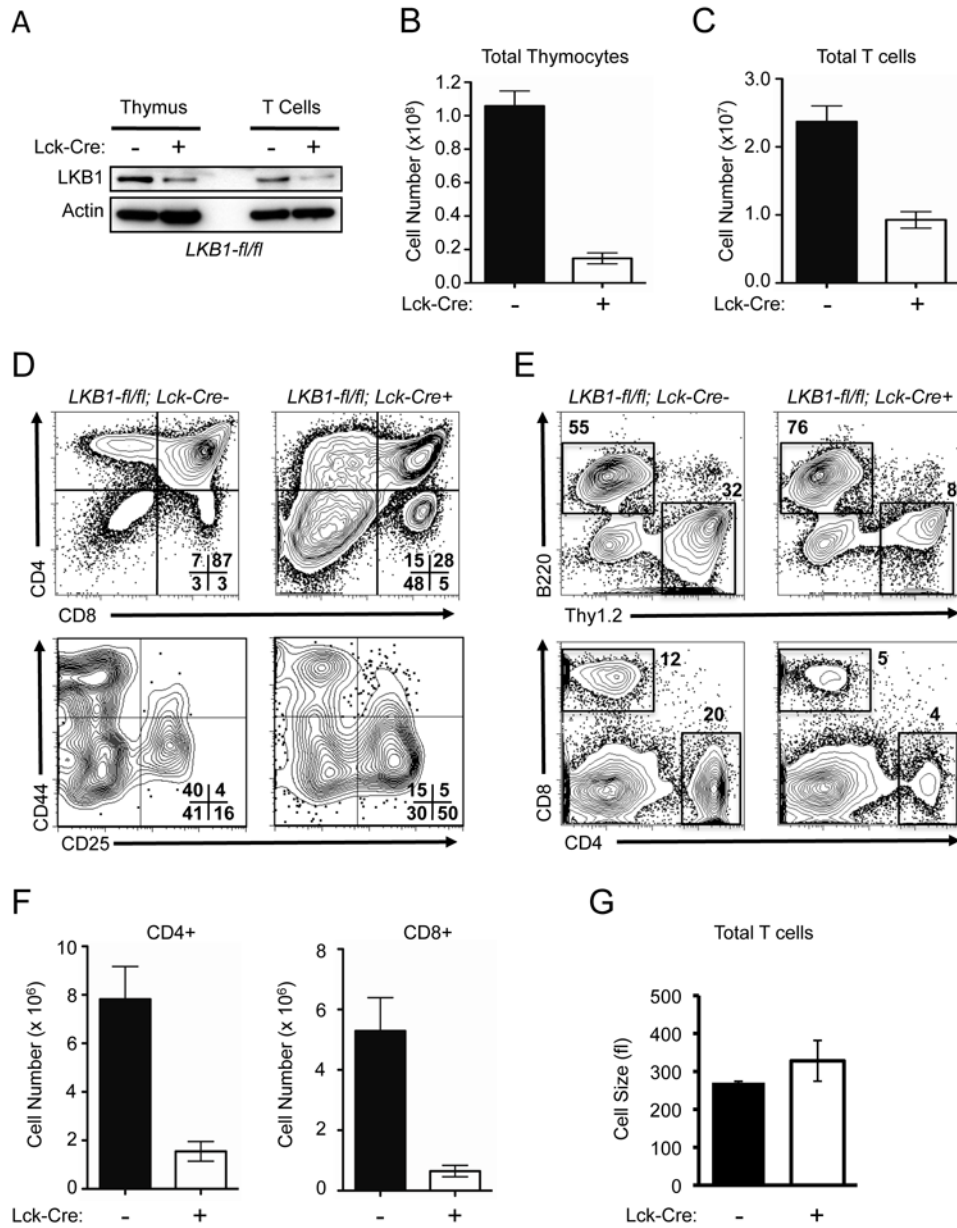 A
Thymus
T Cells
Lck-Cre:
-
+
-
+
LKB1
Actin
LKB1-fl/fl
B
Total Thymocytes
Cell Number (x10⁸)
1.2
1.0
0.8
0.6
0.4
0.2
0.0
Lck-Cre:
-
+
C
Total T cells
Cell Number (x10⁷)
3.0
2.0
1.0
0.0
Lck-Cre:
-
+
D
LKB1-fl/fl; Lck-Cre-
LKB1-fl/fl; Lck-Cre+
CD4
7 87
3 3
15 28
48 5
CD8
CD44
40 4
41 16
15 5
30 50
CD25
E
LKB1-fl/fl; Lck-Cre-
LKB1-fl/fl; Lck-Cre+
B220
55
32
76
8
Thy1.2
CD8
12
20
5
4
CD4
F
CD4+
Cell Number (x 10⁶)
10
8
6
4
2
0
Lck-Cre:
-
+
CD8+
Cell Number (x 10⁶)
8
6
4
2
0
-
+
G
Total T cells
Cell Size (fl)
500
400
300
200
100
0
Lck-Cre:
-
+